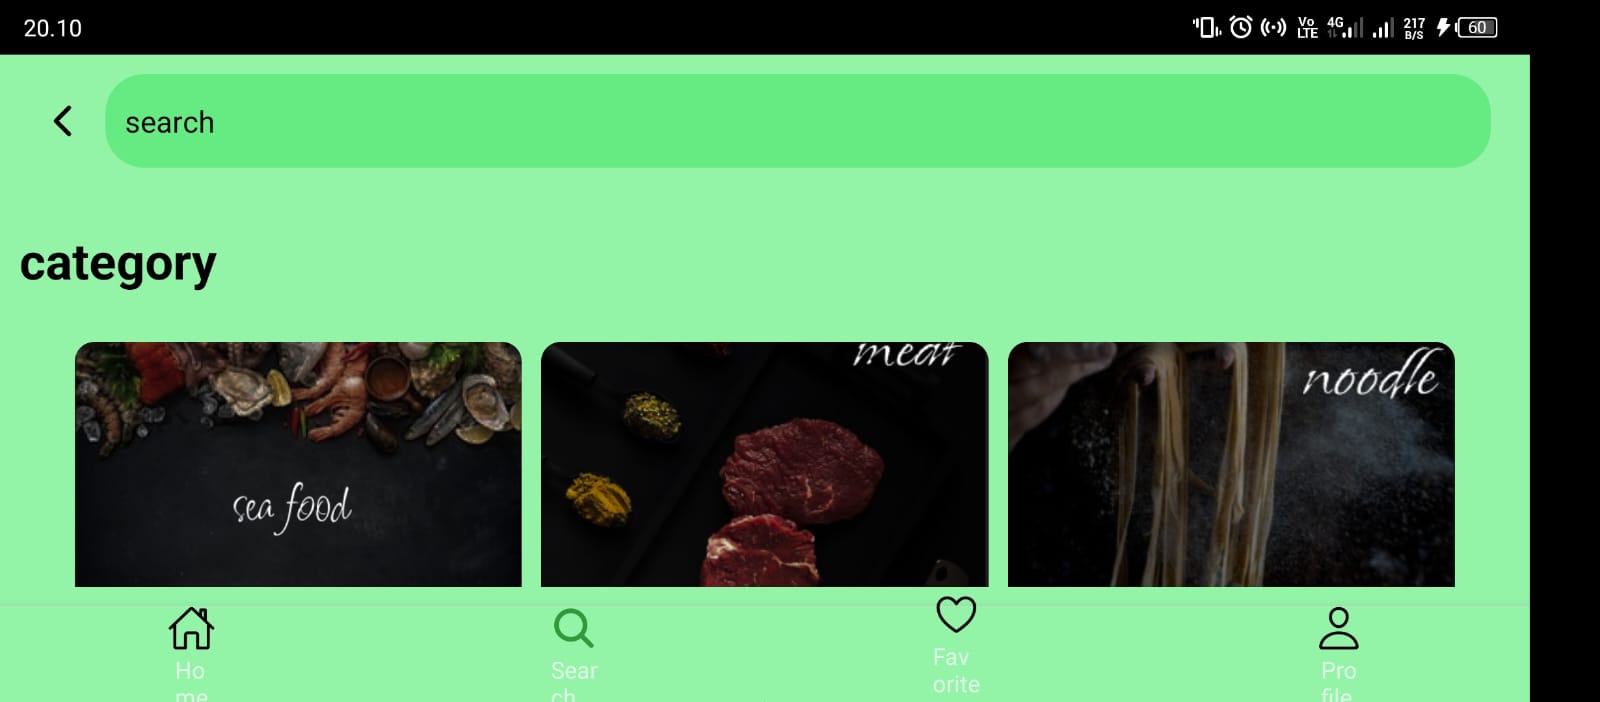 20.10
Vo LTE 4G 217 B/S 60
search
category
sea food
meat
noodle
Ho
me
Sear
ch
Fav
orite
Pro
file